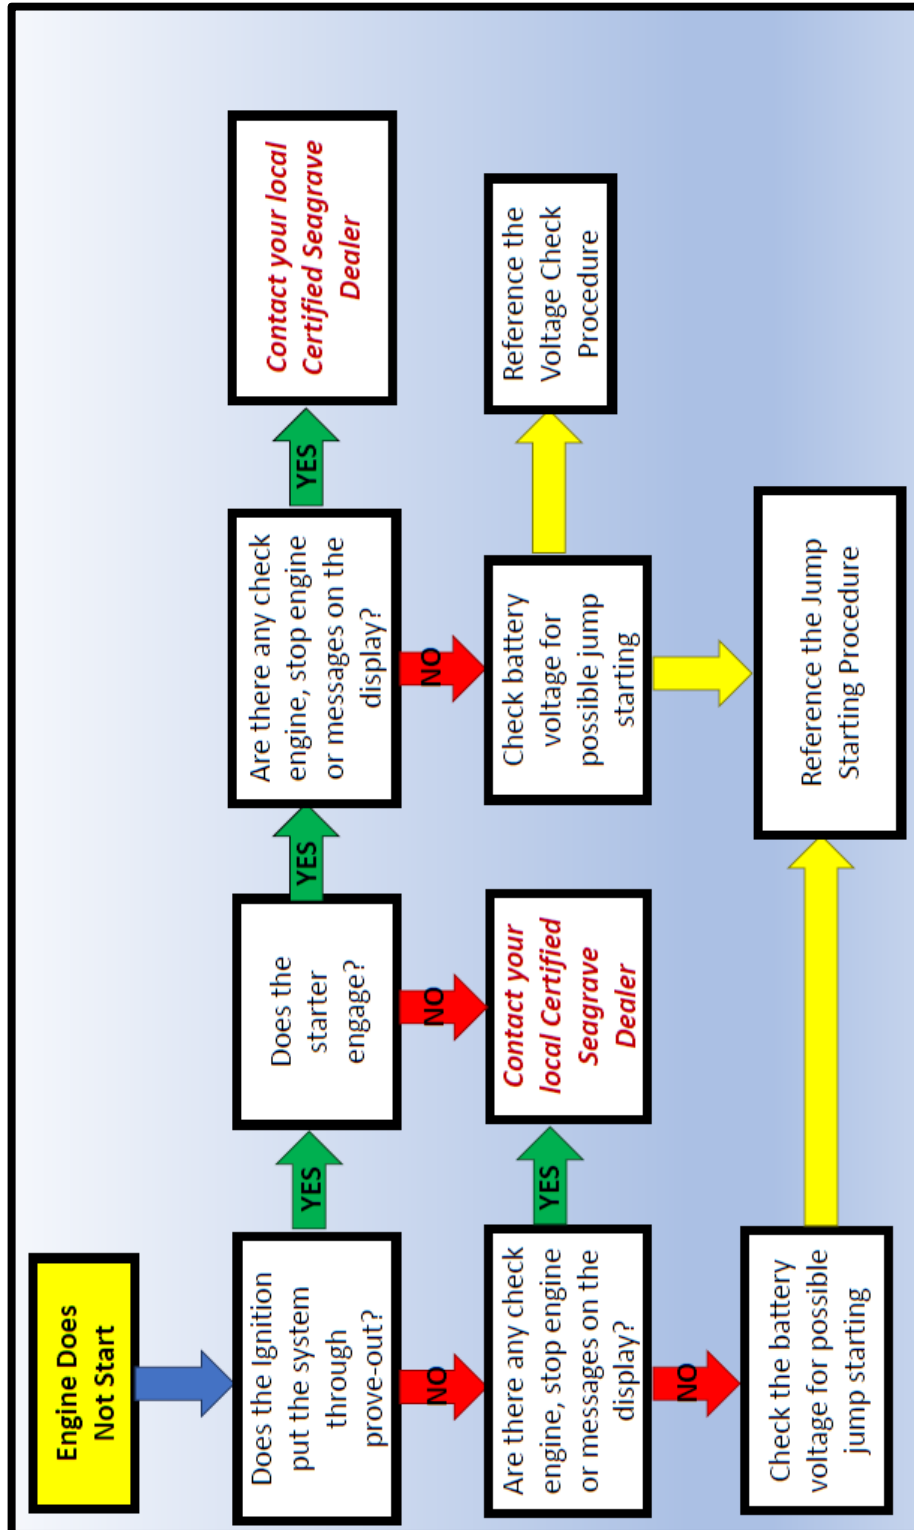 Engine Does
Not Start
Does the Ignition
put the system
through
prove-out?
YES
Does the
starter
engage?
YES
Are there any check
engine, stop engine
or messages on the
display?
YES
Contact your local
Certified Seagrave
Dealer
NO
NO
NO
Are there any check
engine, stop engine
or messages on the
display?
YES
Contact your
local Certified
Seagrave
Dealer
Check battery
voltage for
possible jump
starting
Reference the
Voltage Check
Procedure
NO
Check the battery
voltage for possible
jump starting
Reference the Jump
Starting Procedure